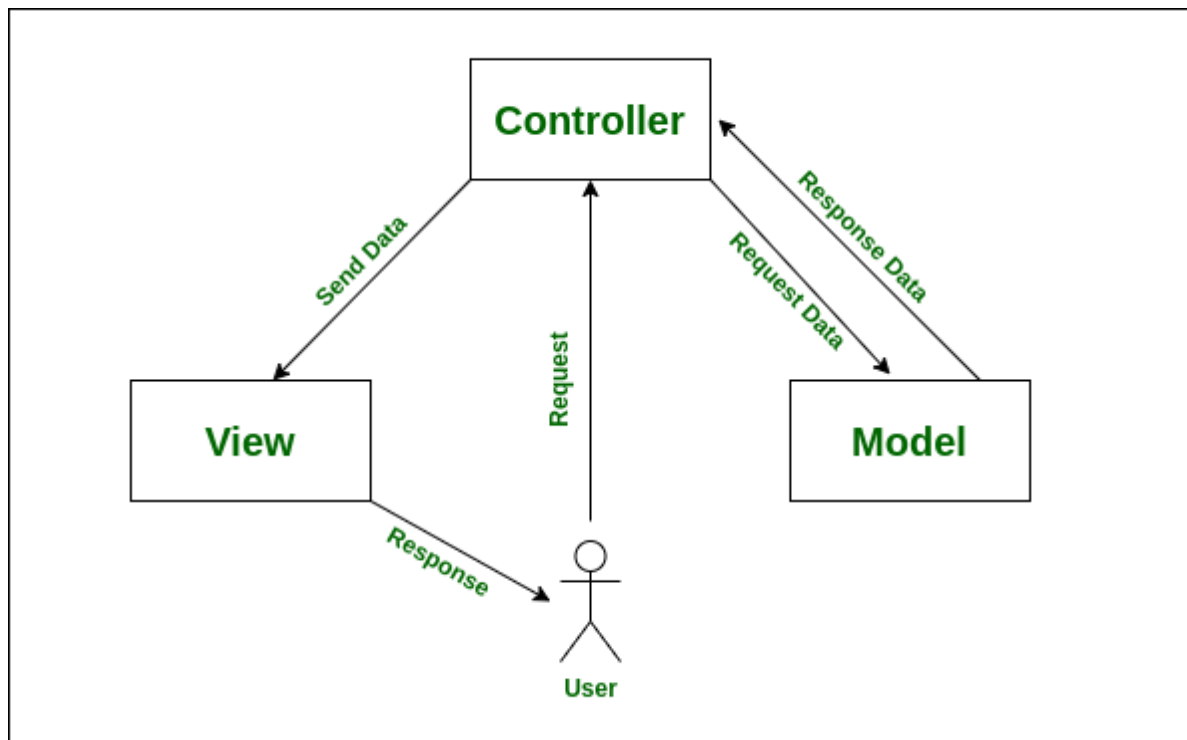 Controller
Send Data
Request
Request Data
Response Data
View
Model
Response
User